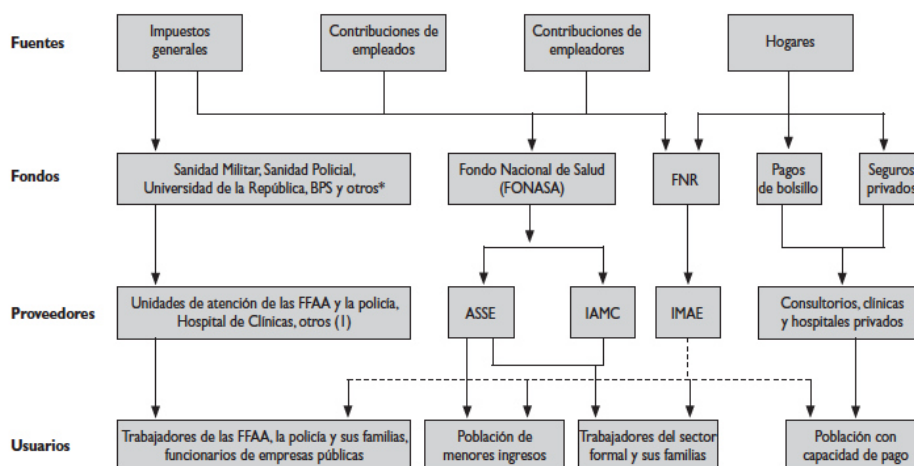 Fuentes
Impuestos
generales
Contribuciones de
empleados
Contribuciones de
empleadores
Hogares
Fondos
Sanidad Militar, Sanidad Policial,
Universidad de la República, BPS y otros*
Fondo Nacional de Salud
(FONASA)
FNR
Pagos
de bolsillo
Seguros
privados
Proveedores
Unidades de atención de las FFAA y la policía,
Hospital de Clínicas, otros (1)
ASSE
IAMC
IMAE
Consultorios, clínicas
y hospitales privados
Usuarios
Trabajadores de las FFAA, la policía y sus familias,
funcionarios de empresas públicas
Población de
menores ingresos
Trabajadores del sector
formal y sus familias
Población con
capacidad de pago